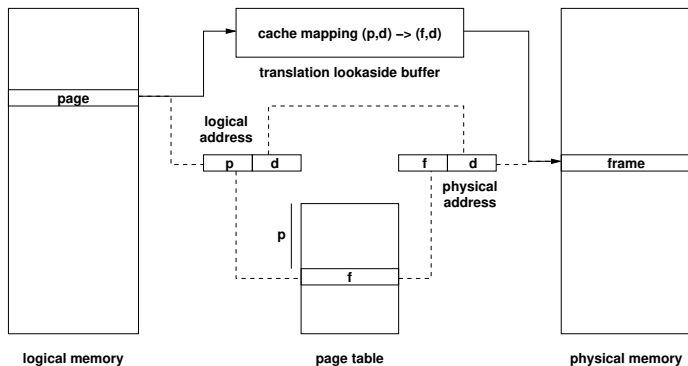 cache mapping (p,d) −> (f,d)
translation lookaside buffer
page
logical
address
p d
f d
frame
physical
address
p
f
logical memory
page table
physical memory